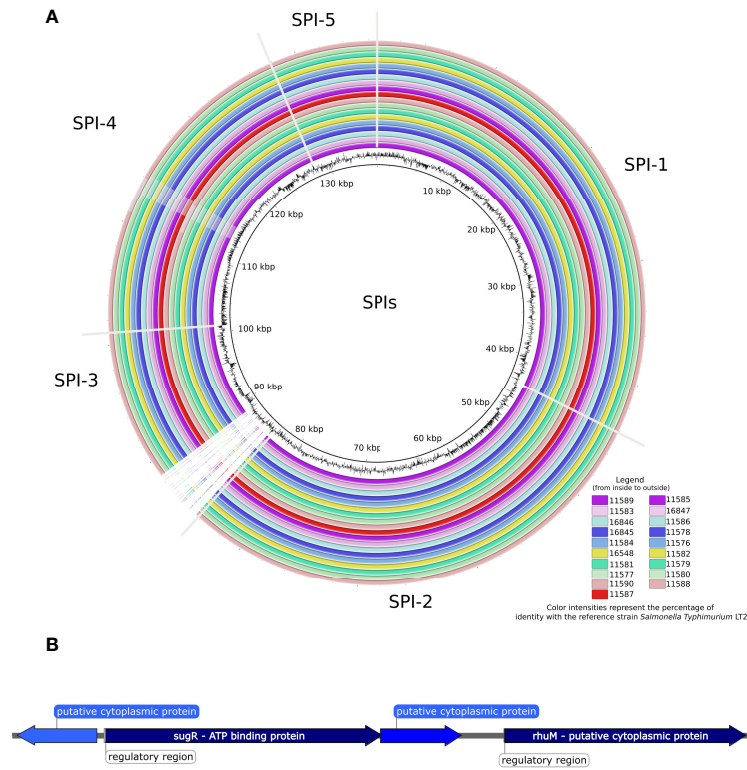 A
SPI-5
SPI-4
SPI-1
130 kbp
10 kbp
120 kbp
20 kbp
110 kbp
30 kbp
SPIs
100 kbp
40 kbp
SPI-3
90 kbp
50 kbp
80 kbp
60 kbp
70 kbp
SPI-2
Legend
(from inside to outside)
11589 11585
11583 16847
16846 11586
16845 11578
11584 11576
16548 11582
11581 11579
11577 11580
11590 11588
11587
Color intensities represent the percentage of
identity with the reference strain Salmonella Typhimurium LT2
B
putative cytoplasmic protein putative cytoplasmic protein
sugR - ATP binding protein rhuM - putative cytoplasmic protein
regulatory region regulatory region